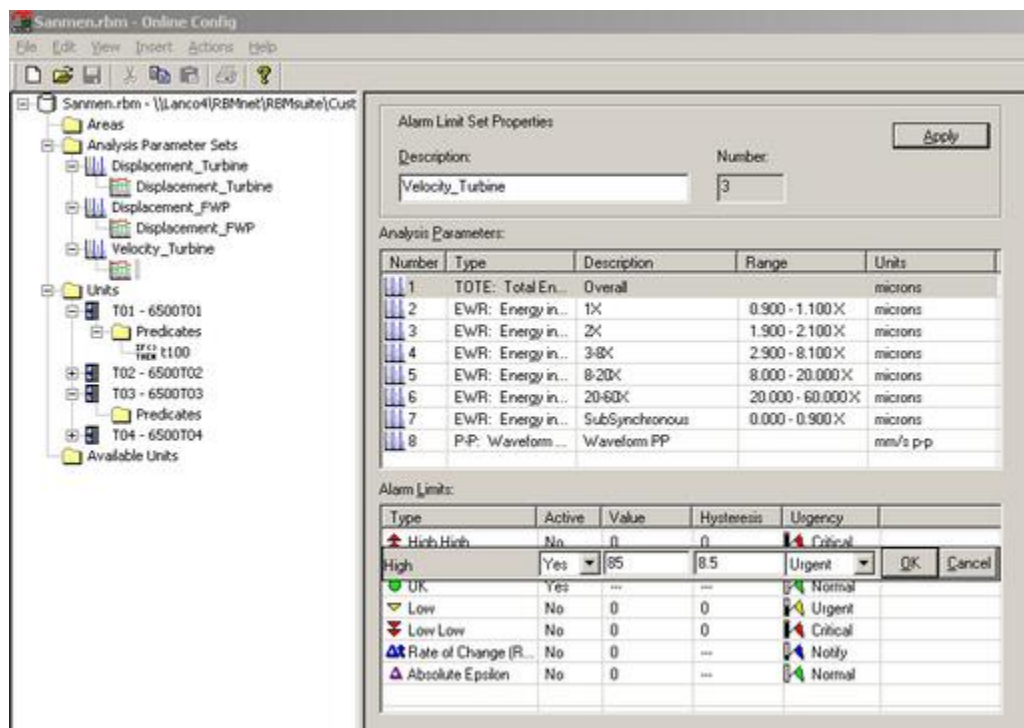 Sanmen.rbm - Online Config
File Edit View Insert Actions Help
Sanmen.rbm - \\Lanco4\RBMnet\RBMsuite\Cust
Areas
Analysis Parameter Sets
Displacement_Turbine
Displacement_Turbine
Displacement_FWP
Displacement_FWP
Velocity_Turbine
Units
T01 - 6500T01
Predicates
t100
T02 - 6500T02
T03 - 6500T03
Predicates
T04 - 6500T04
Available Units
Alarm Limit Set Properties
Apply
Description: Number:
Velocity_Turbine 3
Analysis Parameters:
Number Type Description Range Units
1 TOTE: Total En... Overall microns
2 EWR: Energy in... 1X 0.900 - 1.100 X microns
3 EWR: Energy in... 2X 1.900 - 2.100 X microns
4 EWR: Energy in... 3-8X 2.900 - 8.100 X microns
5 EWR: Energy in... 8-20X 8.000 - 20.000 X microns
6 EWR: Energy in... 20-60X 20.000 - 60.000 X microns
7 EWR: Energy in... SubSynchronous 0.000 - 0.900 X microns
8 P-P: Waveform ... Waveform PP mm/s p-p
Alarm Limits:
Type Active Value Hysteresis Urgency
High High No 0 0 Critical
High Yes 85 8.5 Urgent OK Cancel
OK Yes --- --- Normal
Low No 0 0 Urgent
Low Low No 0 0 Critical
Δt Rate of Change (R... No 0 --- Notify
Absolute Epsilon No 0 --- Normal